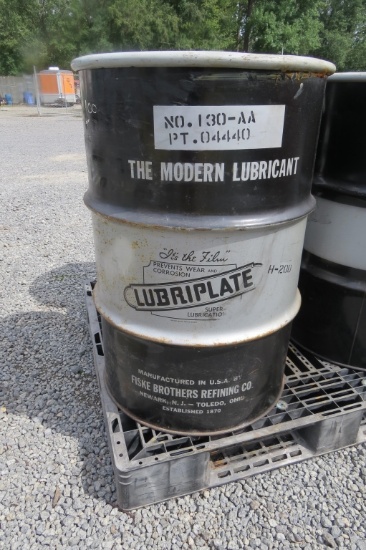 NO. 130-AA
PT. 04440
THE MODERN LUBRICANT
"It's the Film"
PREVENTS WEAR AND
CORROSION
LUBRIPLATE
SUPER
LUBRICATION
MANUFACTURED IN U.S.A. BY
FISKE BROTHERS REFINING CO.
NEWARK, N.J. — TOLEDO, OHIO
ESTABLISHED 1870